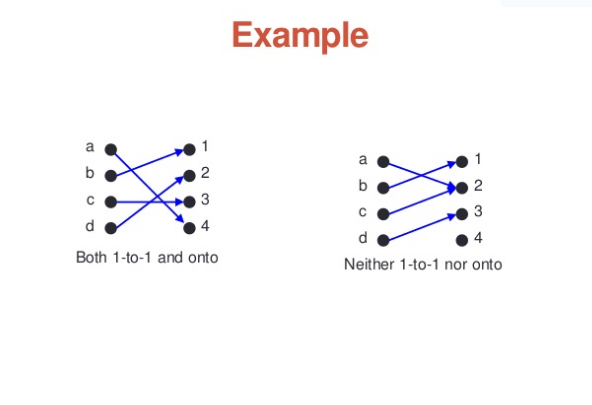 Example
a 1
b 2
c 3
d 4
Both 1-to-1 and onto
a 1
b 2
c 3
d 4
Neither 1-to-1 nor onto